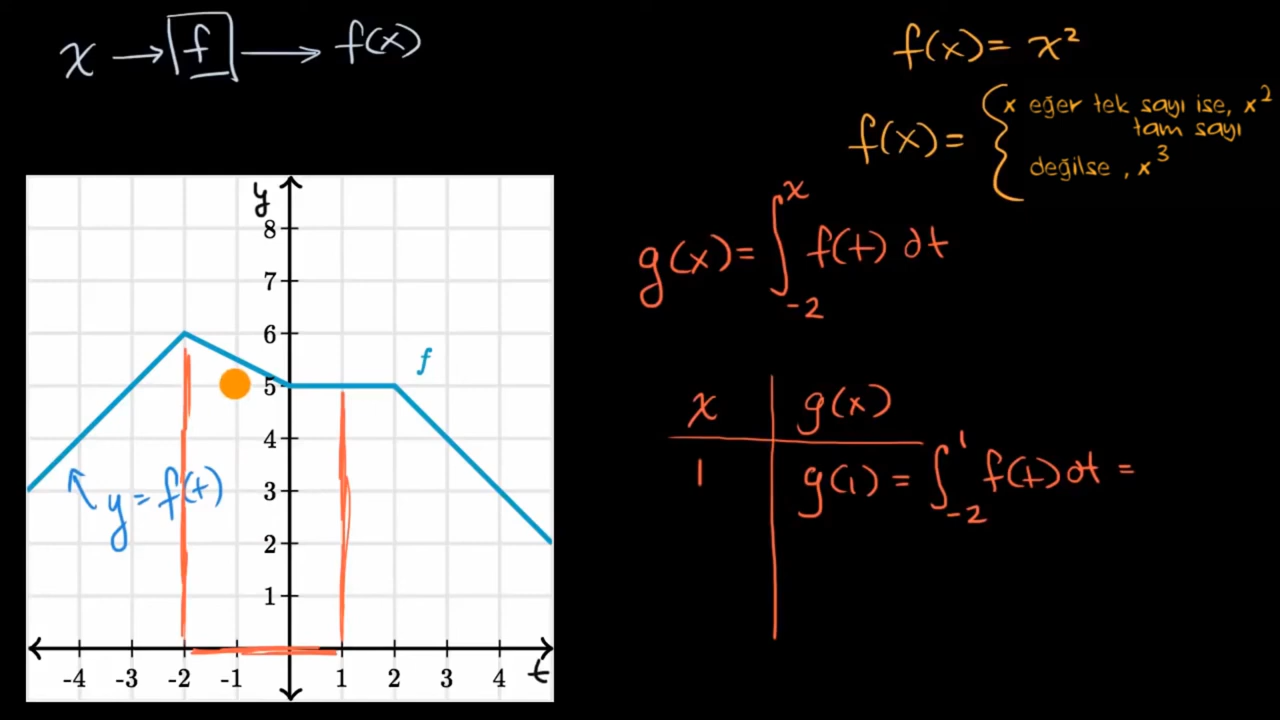 x → f → f(x)
f(x) = x²
f(x) = { x eğer tek sayı ise, x²
tam sayı
değilse, x³
g(x) = ∫₋₂ˣ f(t) dt
y
8
7
6
5
4
3
2
1
-4 -3 -2 -1 1 2 3 4 t
f
y = f(t)
x g(x)
1 g(1) = ∫₋₂¹ f(t) dt =